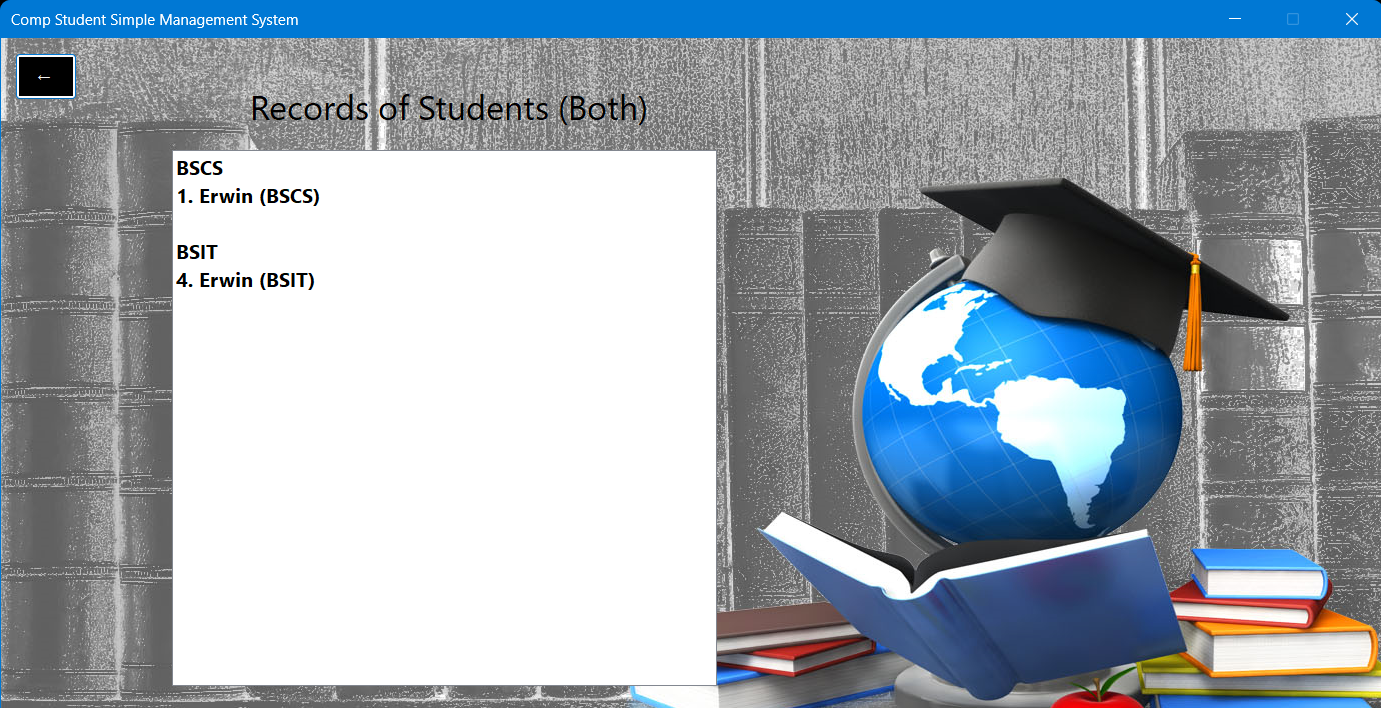 Comp Student Simple Management System
←
Records of Students (Both)
BSCS
1. Erwin (BSCS)
BSIT
4. Erwin (BSIT)